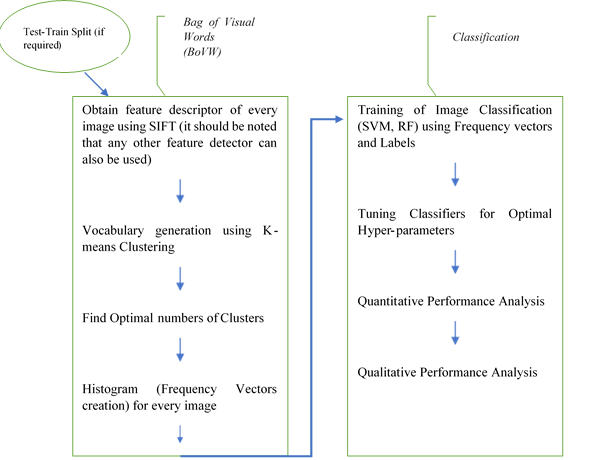 Test-Train Split (if
required)
Bag of Visual
Words
(BoVW)
Obtain feature descriptor of every
image using SIFT (it should be noted
that any other feature detector can
also be used)
Vocabulary generation using K-
means Clustering
Find Optimal numbers of Clusters
Histogram (Frequency Vectors
creation) for every image
Classification
Training of Image Classification
(SVM, RF) using Frequency vectors
and Labels
Tuning Classifiers for Optimal
Hyper-parameters
Quantitative Performance Analysis
Qualitative Performance Analysis